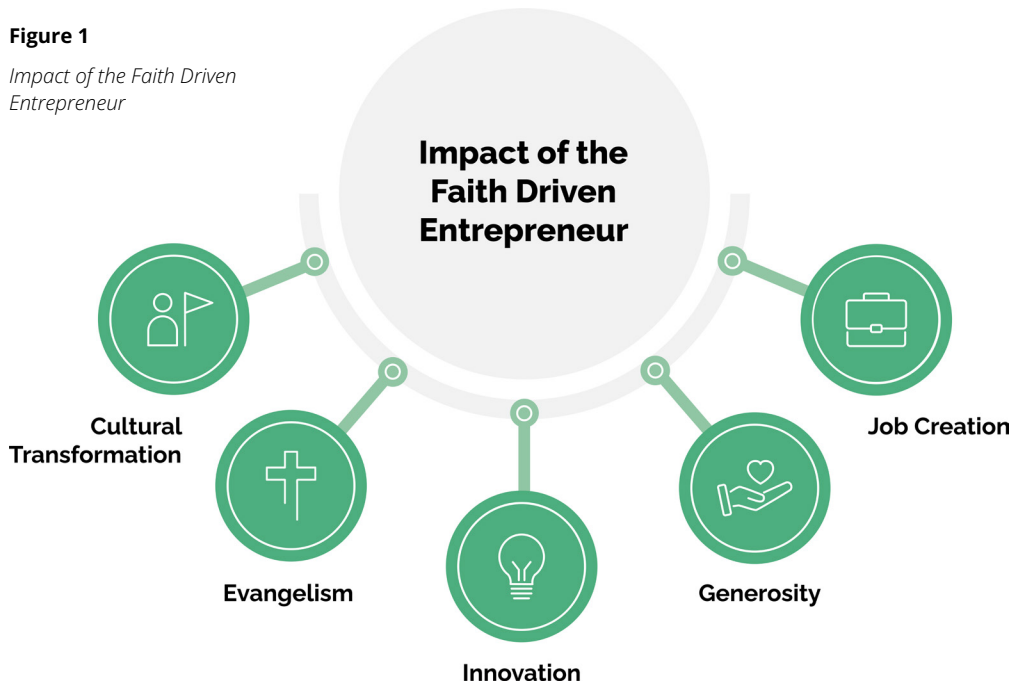 Figure 1
Impact of the Faith Driven
Entrepreneur
Impact of the
Faith Driven
Entrepreneur
Cultural
Transformation
Evangelism
Innovation
Generosity
Job Creation